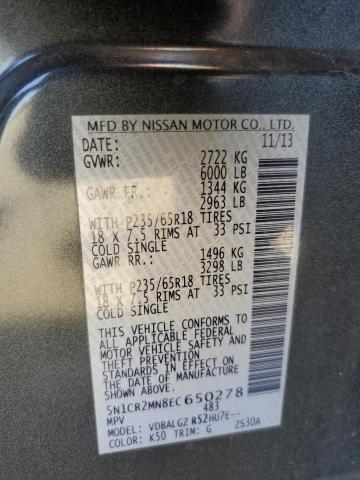 MFD BY NISSAN MOTOR CO., LTD.
DATE: 11/13
GVWR: 2722 KG
6000 LB
GAWR FR.: 1344 KG
2963 LB
WITH P235/65R18 TIRES
18 X 7.5 RIMS AT 33 PSI
COLD SINGLE
GAWR RR.: 1496 KG
3298 LB
WITH P235/65R18 TIRES
18 X 7.5 RIMS AT 33 PSI
COLD SINGLE
THIS VEHICLE CONFORMS TO
ALL APPLICABLE FEDERAL
MOTOR VEHICLE SAFETY AND
THEFT PREVENTION
STANDARDS IN EFFECT ON
THE DATE OF MANUFACTURE
SHOWN ABOVE.
5N1CR2MN8EC650278
MPV 483
MODEL: VDBALGZ R52HU7E--
COLOR: K50 TRIM: G ZS30A